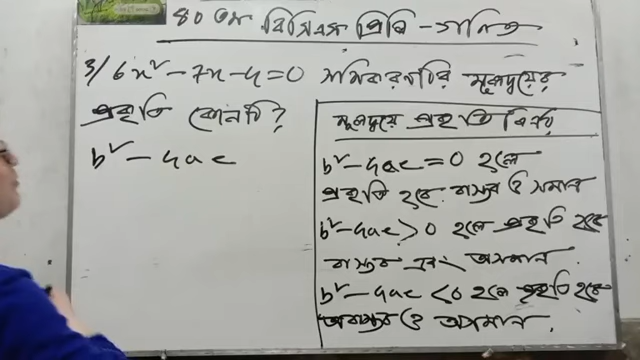 ৪০ তম বিসিএস প্রিলি - গনিত
3/ 6x² - 7x - 4 = 0 সমিকরণটির মূলদ্বয়ের
প্রকৃতি কোনটি?
b² - 4ac
মূলদ্বয়ে প্রকৃতি নির্ণয়
b² - 4ac = 0 হলে
প্রকৃতি হবে বাস্তব ও সমান
b² - 4ac > 0 হলে প্রকৃতি হবে
বাস্তব এবং অসমান
b² - 4ac < 0 হলে প্রকৃতি হবে
অবাস্তব ও অসমান.